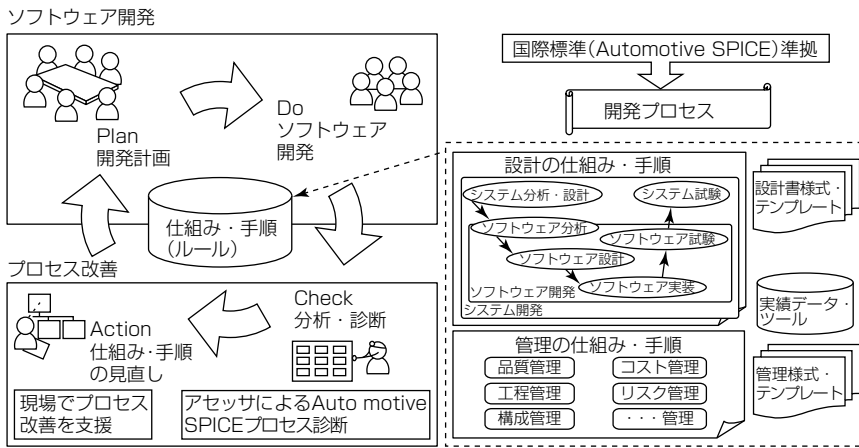 ソフトウェア開発
Plan
開発計画
Do
ソフトウェア
開発
仕組み・手順
(ルール)
プロセス改善
Action
仕組み・手順
の見直し
Check
分析・診断
現場でプロセス
改善を支援
アセッサによるAuto motive
SPICEプロセス診断
国際標準(Automotive SPICE)準拠
開発プロセス
設計の仕組み・手順
システム分析・設計
システム試験
ソフトウェア分析
ソフトウェア試験
ソフトウェア設計
ソフトウェア実装
ソフトウェア開発
システム開発
設計書様式・
テンプレート
実績データ・
ツール
管理の仕組み・手順
品質管理
コスト管理
工程管理
リスク管理
構成管理
・・・管理
管理様式・
テンプレート